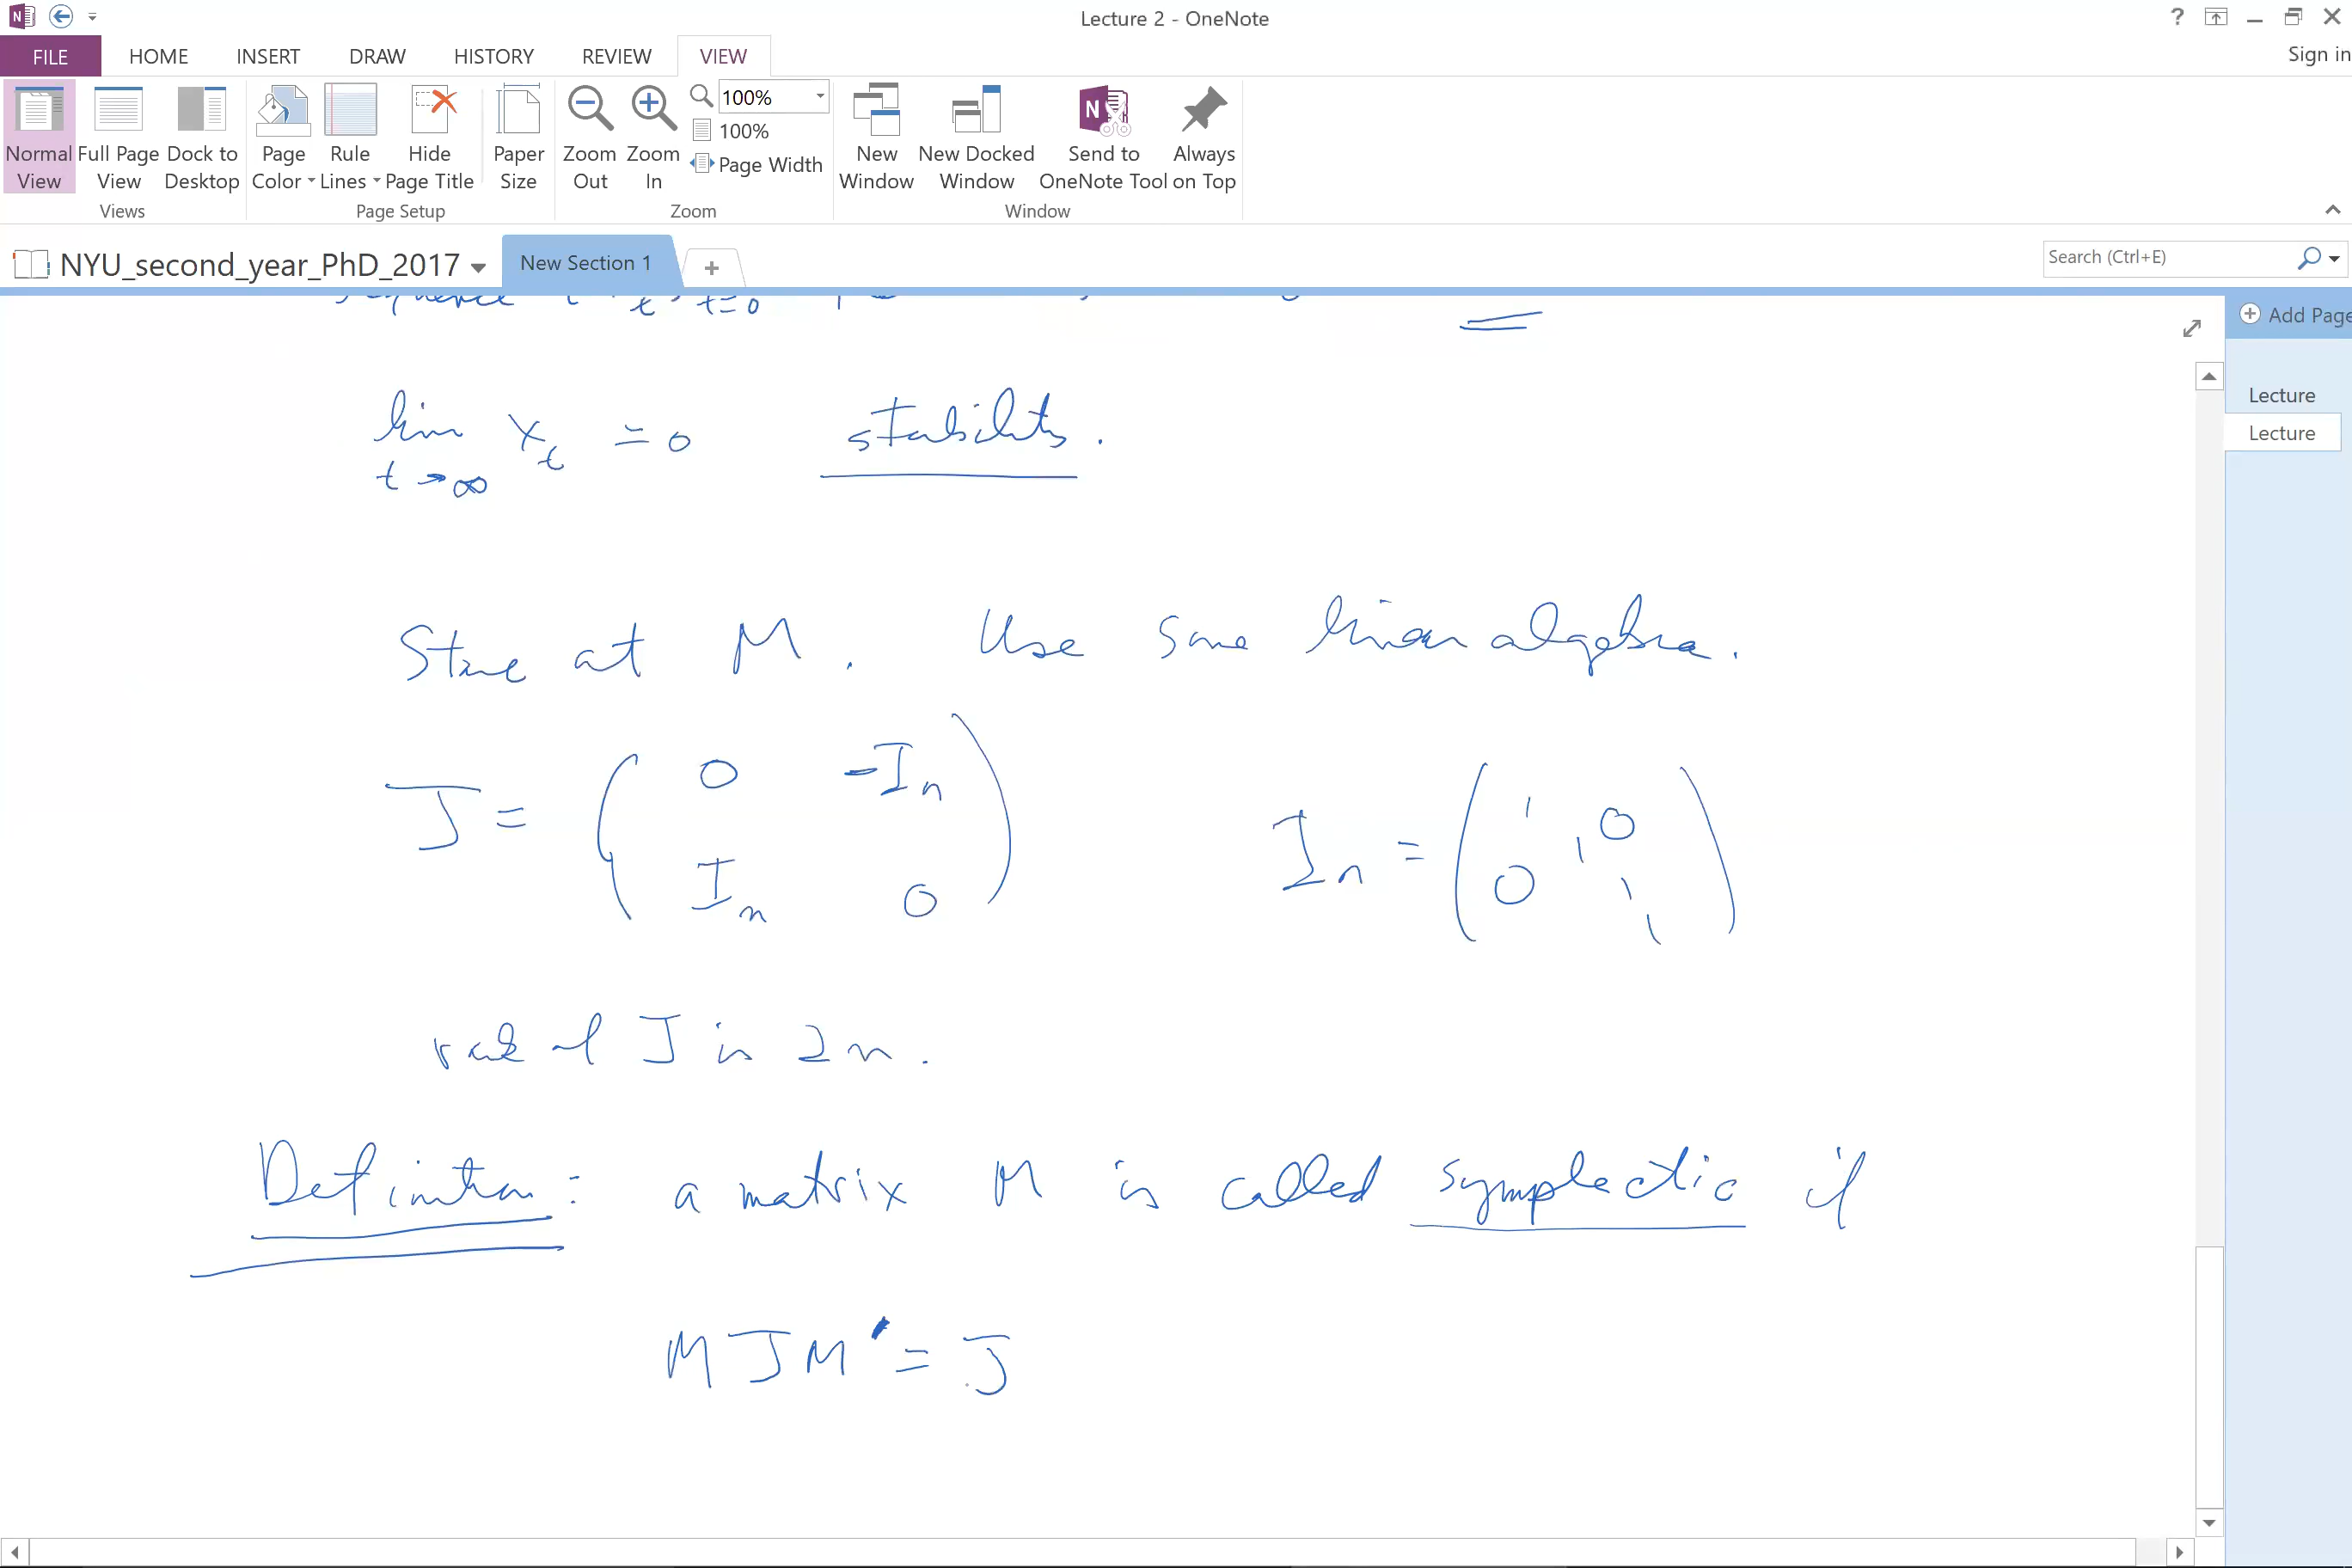 Lecture 2 - OneNote
?
Sign in
FILE HOME INSERT DRAW HISTORY REVIEW VIEW
Normal View
Full Page View
Dock to Desktop
Page Color
Rule Lines
Hide Page Title
Paper Size
Zoom Out
Zoom In
100%
100%
Page Width
New Window
New Docked Window
Send to OneNote Tool
Always on Top
Views Page Setup Zoom Window
NYU_second_year_PhD_2017 New Section 1 +
Search (Ctrl+E)
Add Page
Lecture
Lecture
t t=0
lim x_t = 0 stability.
t → ∞
Stare at M. Use some linear algebra.
J = ( 0 -I_n
I_n 0 )
I_n = ( 1 0
1
0 1
1 )
rank of J is 2n.
Definition: a matrix M is called symplectic if
M J M' = J